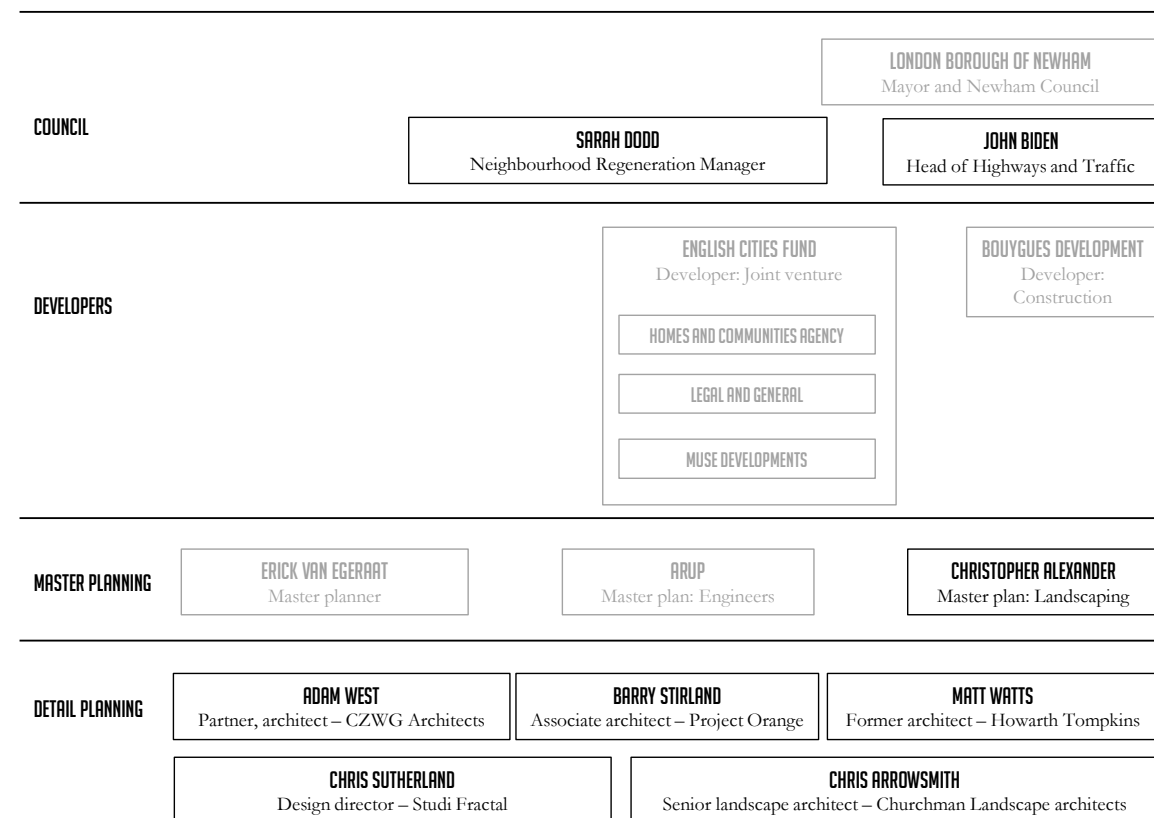 LONDON BOROUGH OF NEWHAM
Mayor and Newham Council
COUNCIL
SARAH DODD
Neighbourhood Regeneration Manager
JOHN BIDEN
Head of Highways and Traffic
DEVELOPERS
ENGLISH CITIES FUND
Developer: Joint venture
HOMES AND COMMUNITIES AGENCY
LEGAL AND GENERAL
MUSE DEVELOPMENTS
BOUYGUES DEVELOPMENT
Developer:
Construction
MASTER PLANNING
ERICK VAN EGERAAT
Master planner
ARUP
Master plan: Engineers
CHRISTOPHER ALEXANDER
Master plan: Landscaping
DETAIL PLANNING
ADAM WEST
Partner, architect – CZWG Architects
BARRY STIRLAND
Associate architect – Project Orange
MATT WATTS
Former architect – Howarth Tompkins
CHRIS SUTHERLAND
Design director – Studi Fractal
CHRIS ARROWSMITH
Senior landscape architect – Churchman Landscape architects